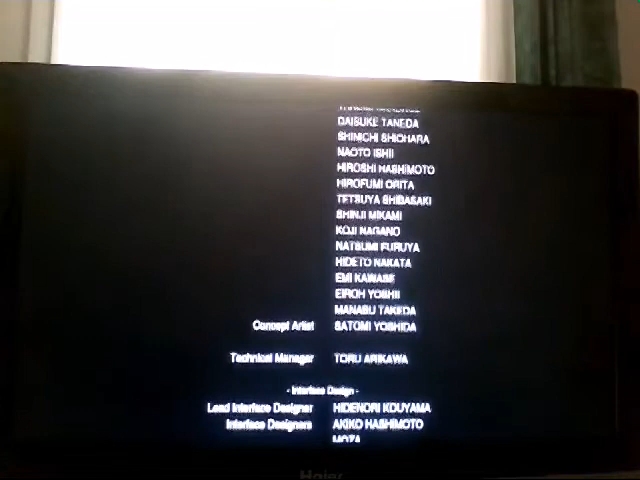 DAISUKE TANEDA
SHINICHI SHIOHARA
NAOTO ISHII
HIROSHI HASHIMOTO
HIROFUMI ORITA
TETSUYA SHIBASAKI
SHINJI MIKAMI
KOJI NAGANO
NATSUMI FURUYA
HIDETO NAKATA
EMI KAWASE
EIROH YOSHII
MANABU TAKEDA
Concept Artist SATOMI YOSHIDA
Technical Manager TORU ARIKAWA
- Interface Design -
Lead Interface Designer HIDENORI KOUYAMA
Interface Designers AKIKO HASHIMOTO
Haier